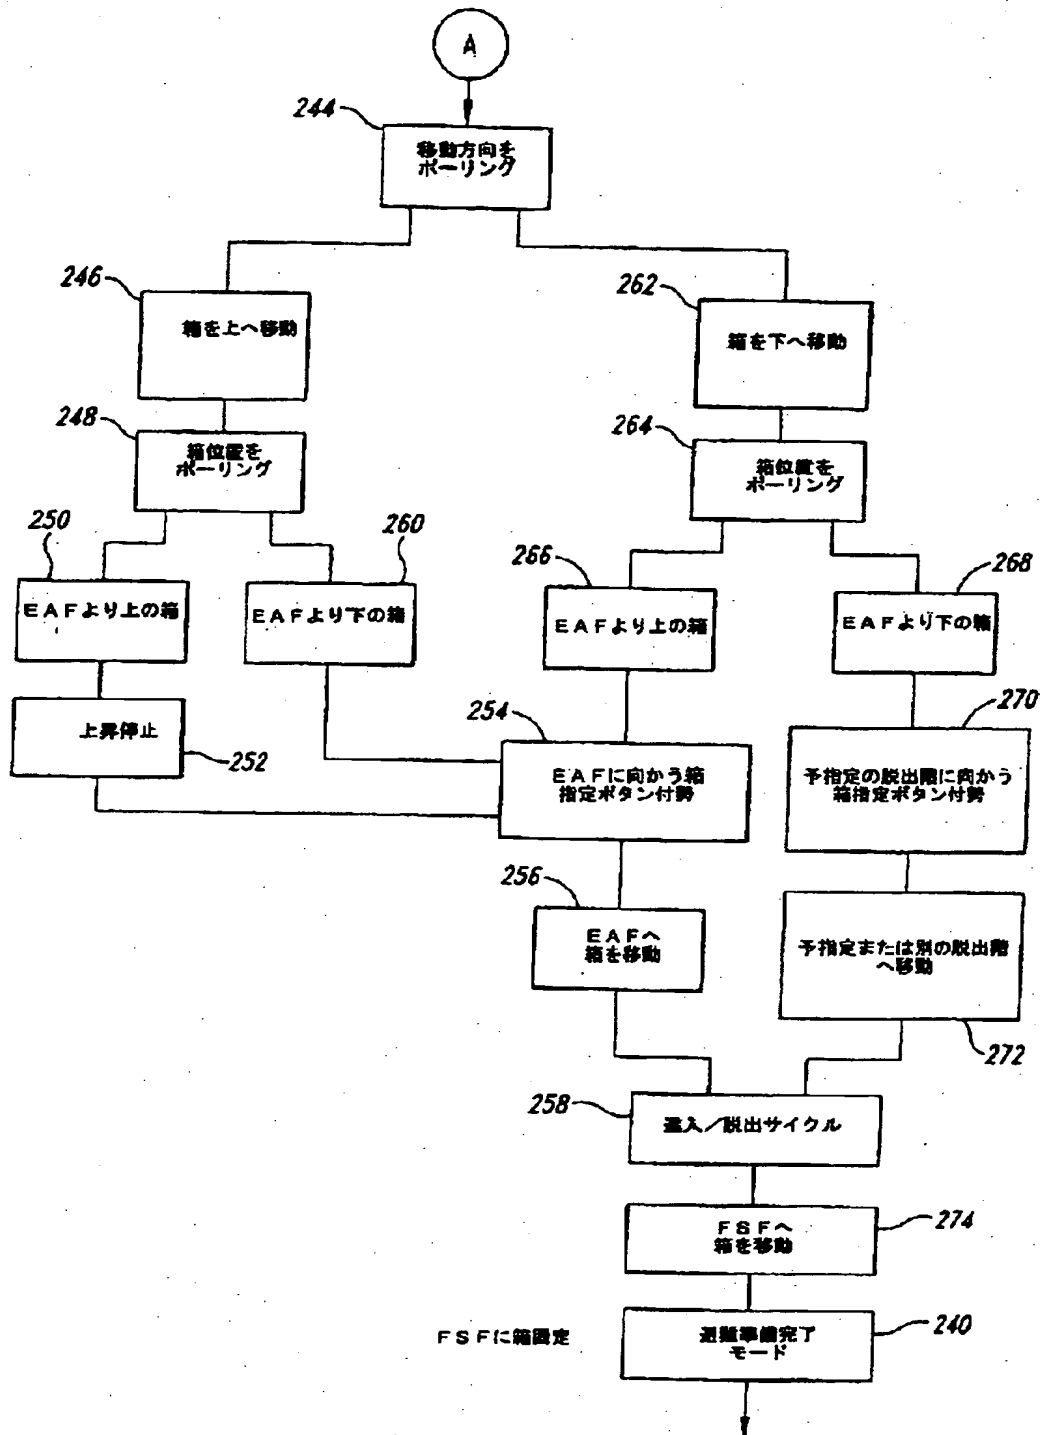 A
244
移動方向を
ポーリング
246
箱を上へ移動
262
箱を下へ移動
248
箱位置を
ポーリング
264
箱位置を
ポーリング
250
EAFより上の箱
260
EAFより下の箱
266
EAFより上の箱
268
EAFより下の箱
上昇停止
252
254
EAFに向かう箱
指定ボタン付勢
270
予指定の脱出階に向かう
箱指定ボタン付勢
256
EAFへ
箱を移動
予指定または別の脱出階
へ移動
272
258
進入/脱出サイクル
FSFへ
箱を移動
274
FSFに箱固定
避難準備完了
モード
240